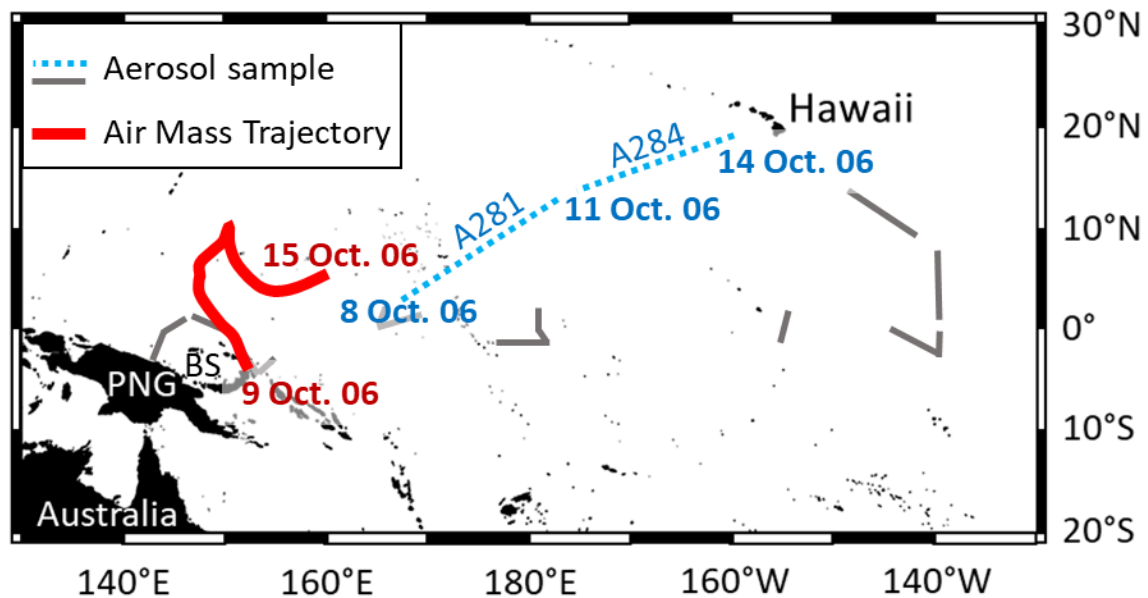 30°N
Aerosol sample
Air Mass Trajectory
Hawaii
20°N
A284
14 Oct. 06
A281
11 Oct. 06
10°N
15 Oct. 06
8 Oct. 06
0°
BS
PNG
9 Oct. 06
10°S
Australia
20°S
140°E
160°E
180°E
160°W
140°W